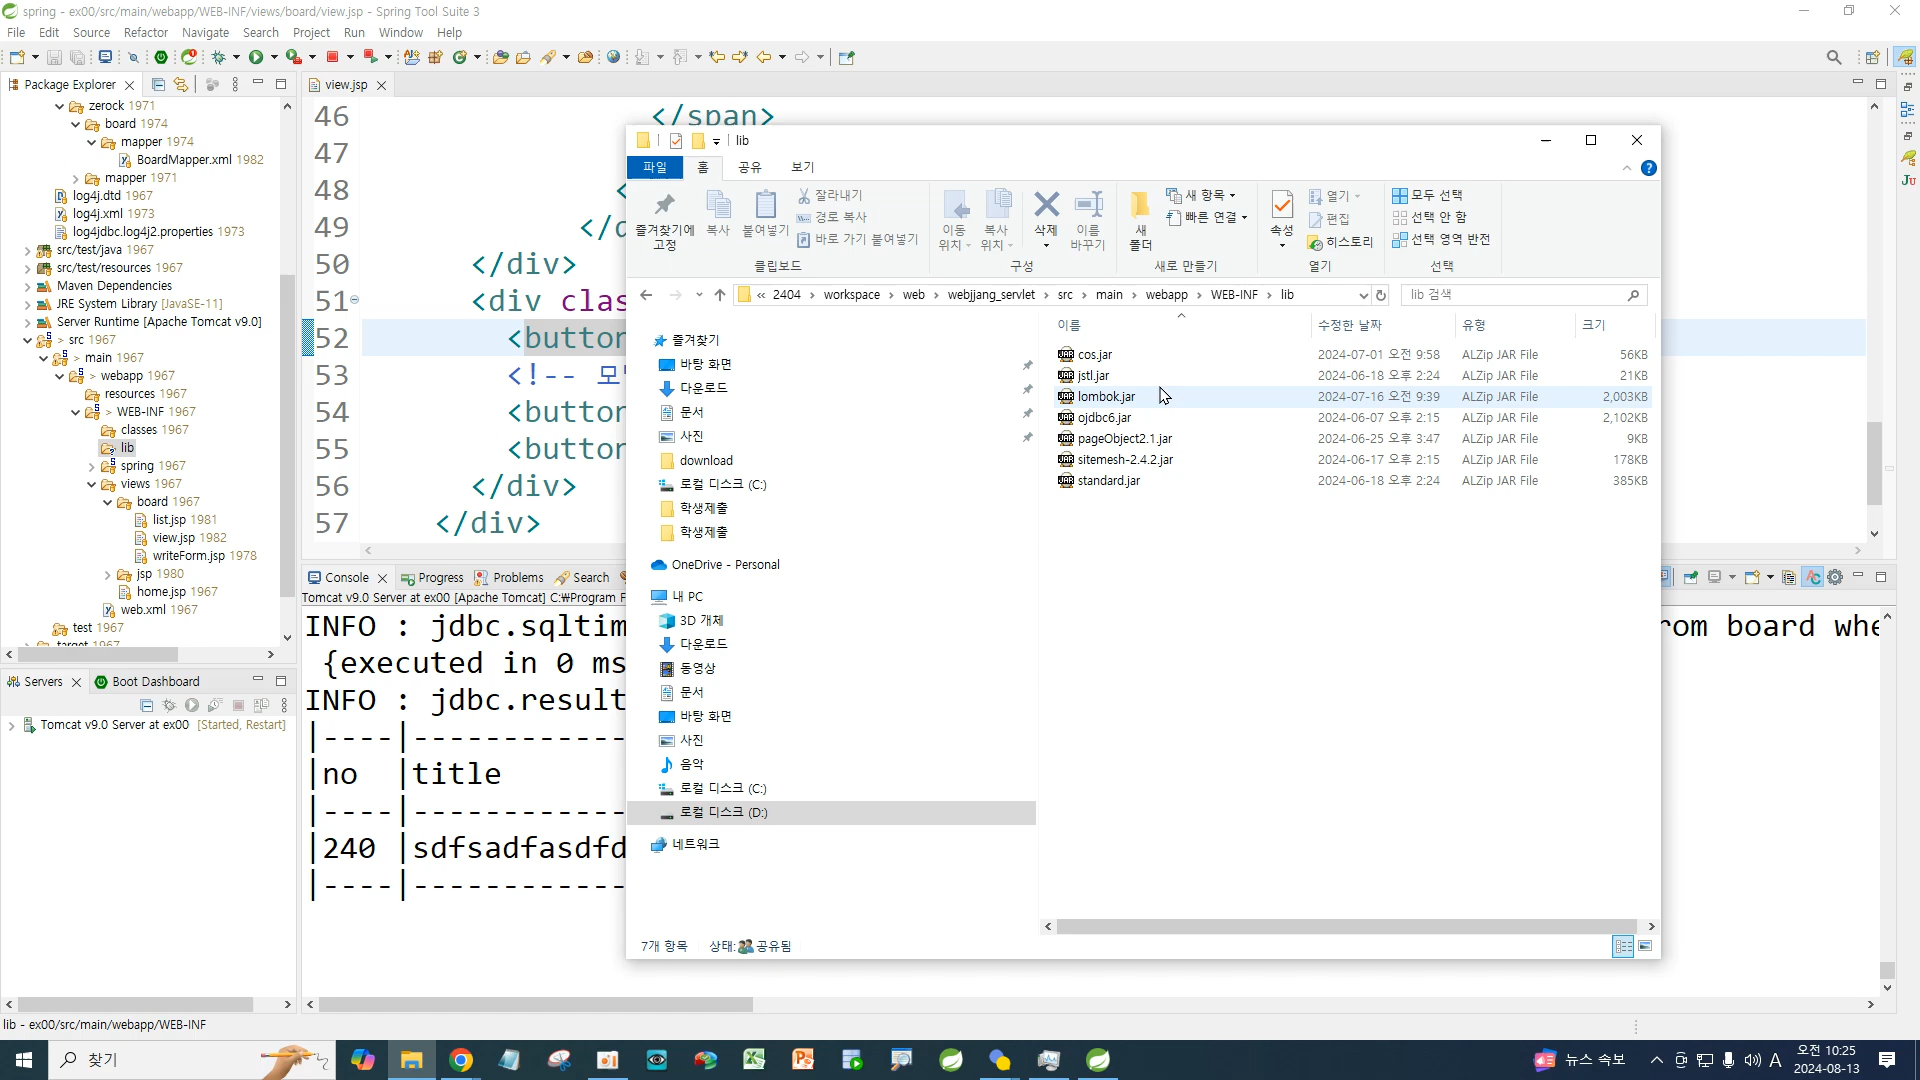 spring - ex00/src/main/webapp/WEB-INF/views/board/view.jsp - Spring Tool Suite 3
File Edit Source Refactor Navigate Search Project Run Window Help
Package Explorer
zerock 1971
board 1974
mapper 1974
BoardMapper.xml 1982
mapper 1971
log4j.dtd 1967
log4j.xml 1973
log4jdbc.log4j2.properties 1973
src/test/java 1967
src/test/resources 1967
Maven Dependencies
JRE System Library [JavaSE-11]
Server Runtime [Apache Tomcat v9.0]
> src 1967
> main 1967
> webapp 1967
resources 1967
> WEB-INF 1967
classes 1967
lib
spring 1967
views 1967
board 1967
list.jsp 1981
view.jsp 1982
writeForm.jsp 1978
jsp 1980
home.jsp 1967
web.xml 1967
test 1967
target 1967
Servers Boot Dashboard
Tomcat v9.0 Server at ex00 [Started, Restart]
view.jsp
46 </span>
47
48 <
49 </d
50 </div>
51 <div clas
52 <button
53 <!-- 모
54 <button
55 <button
56 </div>
57 </div>
Console Progress Problems Search
Tomcat v9.0 Server at ex00 [Apache Tomcat] C:₩Program F
INFO : jdbc.sqltim
rom board whe
{executed in 0 ms
INFO : jdbc.result
|----|------------
|no |title
|----|------------
|240 |sdfsadfasdfd
|----|------------
lib
파일 홈 공유 보기
즐겨찾기에 고정
복사
붙여넣기
잘라내기
경로 복사
바로 가기 붙여넣기
클립보드
이동 위치
복사 위치
삭제
이름 바꾸기
구성
새 폴더
새 항목
빠른 연결
새로 만들기
속성
열기
편집
히스토리
열기
모두 선택
선택 안 함
선택 영역 반전
선택
« 2404 > workspace > web > webjjang_servlet > src > main > webapp > WEB-INF > lib
lib 검색
즐겨찾기
바탕 화면
다운로드
문서
사진
download
로컬 디스크 (C:)
학생제출
학생제출
OneDrive - Personal
내 PC
3D 개체
다운로드
동영상
문서
바탕 화면
사진
음악
로컬 디스크 (C:)
로컬 디스크 (D:)
네트워크
이름 수정한 날짜 유형 크기
cos.jar 2024-07-01 오전 9:58 ALZip JAR File 56KB
jstl.jar 2024-06-18 오후 2:24 ALZip JAR File 21KB
lombok.jar 2024-07-16 오전 9:39 ALZip JAR File 2,003KB
ojdbc6.jar 2024-06-07 오후 2:15 ALZip JAR File 2,102KB
pageObject2.1.jar 2024-06-25 오후 3:47 ALZip JAR File 9KB
sitemesh-2.4.2.jar 2024-06-17 오후 2:15 ALZip JAR File 178KB
standard.jar 2024-06-18 오후 2:24 ALZip JAR File 385KB
7개 항목 상태: 공유됨
lib - ex00/src/main/webapp/WEB-INF
찾기
뉴스 속보
A
오전 10:25
2024-08-13